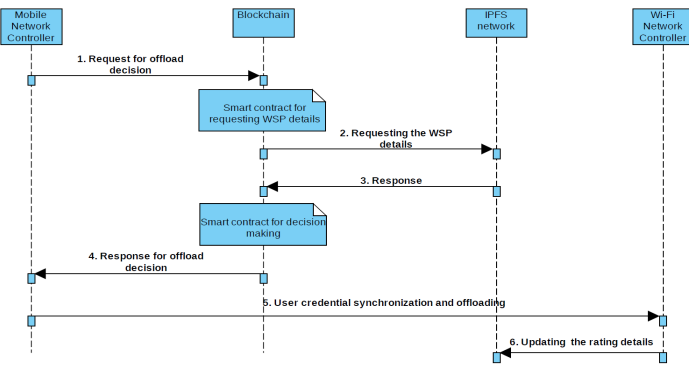 Mobile
Network
Controller
Blockchain
IPFS
network
Wi-Fi
Network
Controller
1. Request for offload
decision
Smart contract for
requesting WSP details
2. Requesting the WSP
details
3. Response
Smart contract for decision
making
4. Response for offload
decision
5. User credential synchronization and offloading
6. Updating the rating details